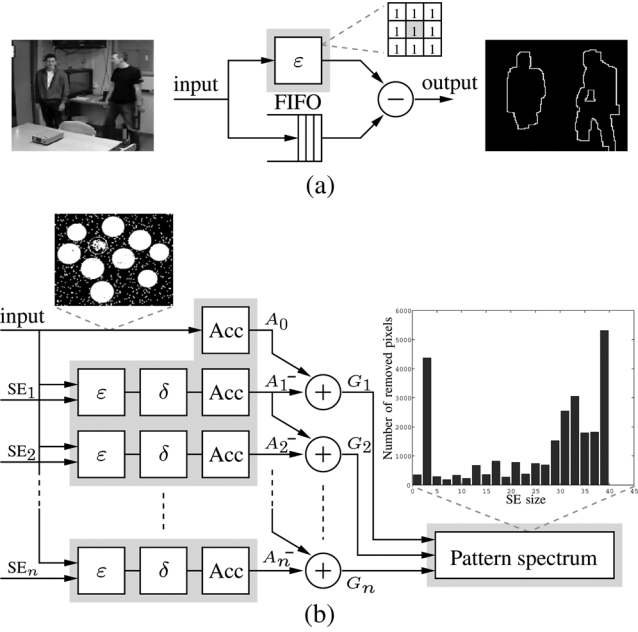 1 1 1
1 1 1
1 1 1
ε
input
output
FIFO
−
(a)
input
Acc
A0
SE1
ε
δ
Acc
A1
−
+
G1
SE2
ε
δ
Acc
A2
−
+
G2
SEn
ε
δ
Acc
An
−
+
Gn
Number of removed pixels
6000
5000
4000
3000
2000
1000
0
0 5 10 15 20 25 30 35 40 45
SE size
Pattern spectrum
(b)